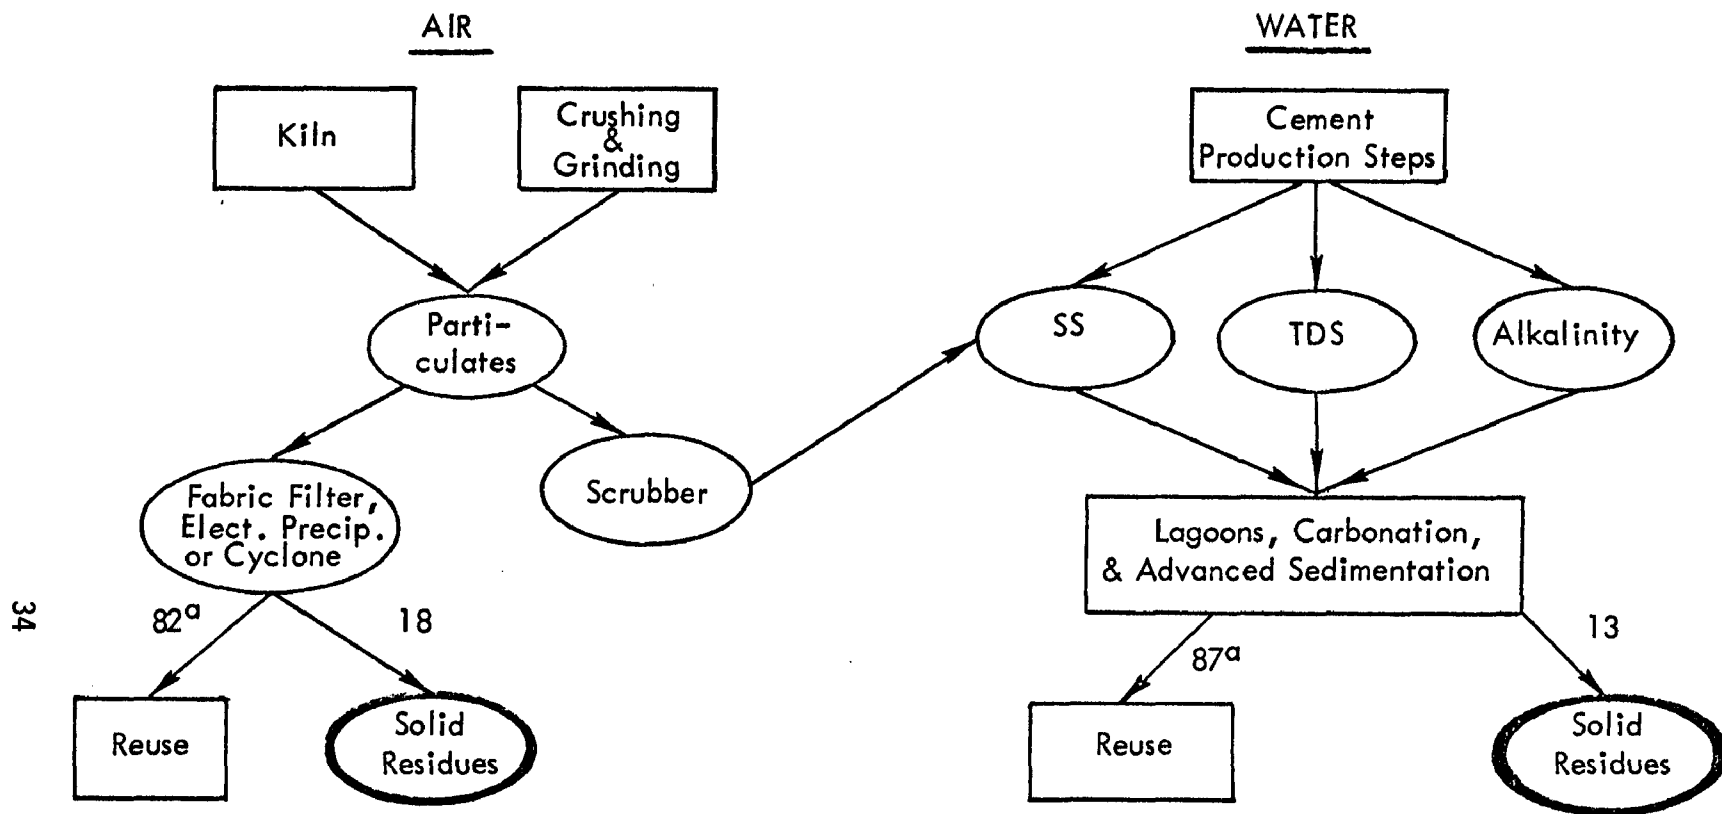 AIR
Kiln
Crushing
&
Grinding
Parti-
culates
Fabric Filter,
Elect. Precip.
or Cyclone
Scrubber
82a
18
Reuse
Solid
Residues
34
WATER
Cement
Production Steps
SS
TDS
Alkalinity
Lagoons, Carbonation,
& Advanced Sedimentation
87a
13
Reuse
Solid
Residues